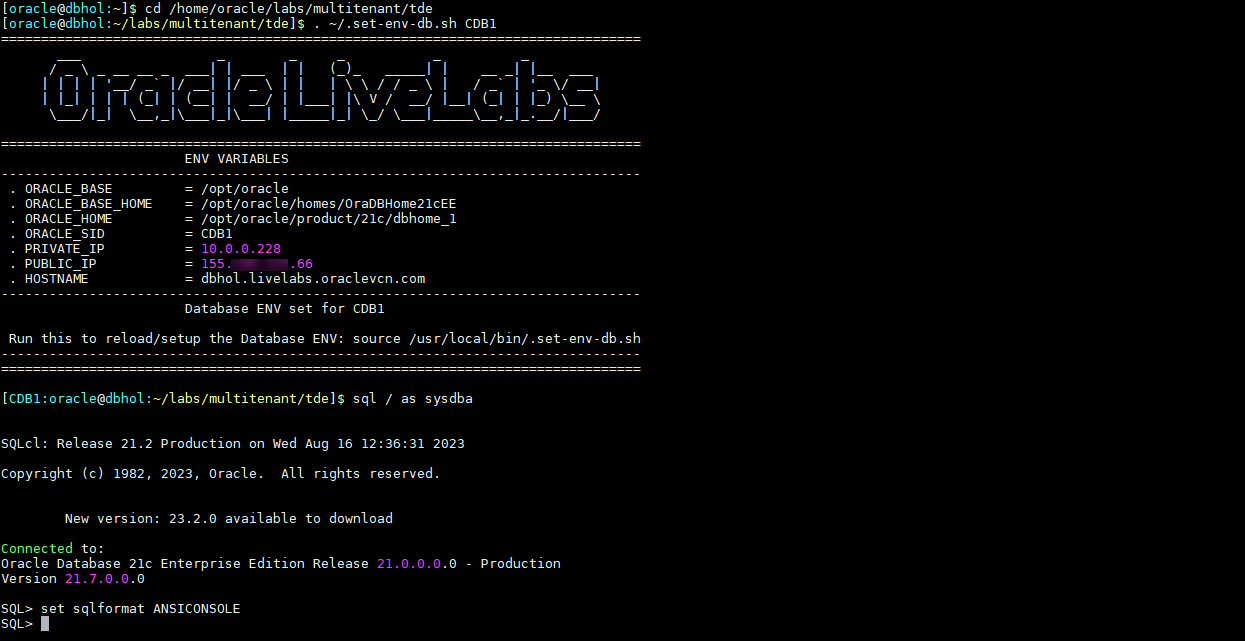 [oracle@dbhol:~]$ cd /home/oracle/labs/multitenant/tde
[oracle@dbhol:~/labs/multitenant/tde]$ . ~/.set-env-db.sh CDB1
================================================================================
Oracle LiveLabs
================================================================================
ENV VARIABLES
--------------------------------------------------------------------------------
. ORACLE_BASE = /opt/oracle
. ORACLE_BASE_HOME = /opt/oracle/homes/OraDBHome21cEE
. ORACLE_HOME = /opt/oracle/product/21c/dbhome_1
. ORACLE_SID = CDB1
. PRIVATE_IP = 10.0.0.228
. PUBLIC_IP = 155. .66
. HOSTNAME = dbhol.livelabs.oraclevcn.com
--------------------------------------------------------------------------------
Database ENV set for CDB1
Run this to reload/setup the Database ENV: source /usr/local/bin/.set-env-db.sh
--------------------------------------------------------------------------------
================================================================================
[CDB1:oracle@dbhol:~/labs/multitenant/tde]$ sql / as sysdba
SQLcl: Release 21.2 Production on Wed Aug 16 12:36:31 2023
Copyright (c) 1982, 2023, Oracle.  All rights reserved.
New version: 23.2.0 available to download
Connected to:
Oracle Database 21c Enterprise Edition Release 21.0.0.0.0 - Production
Version 21.7.0.0.0
SQL> set sqlformat ANSICONSOLE
SQL>